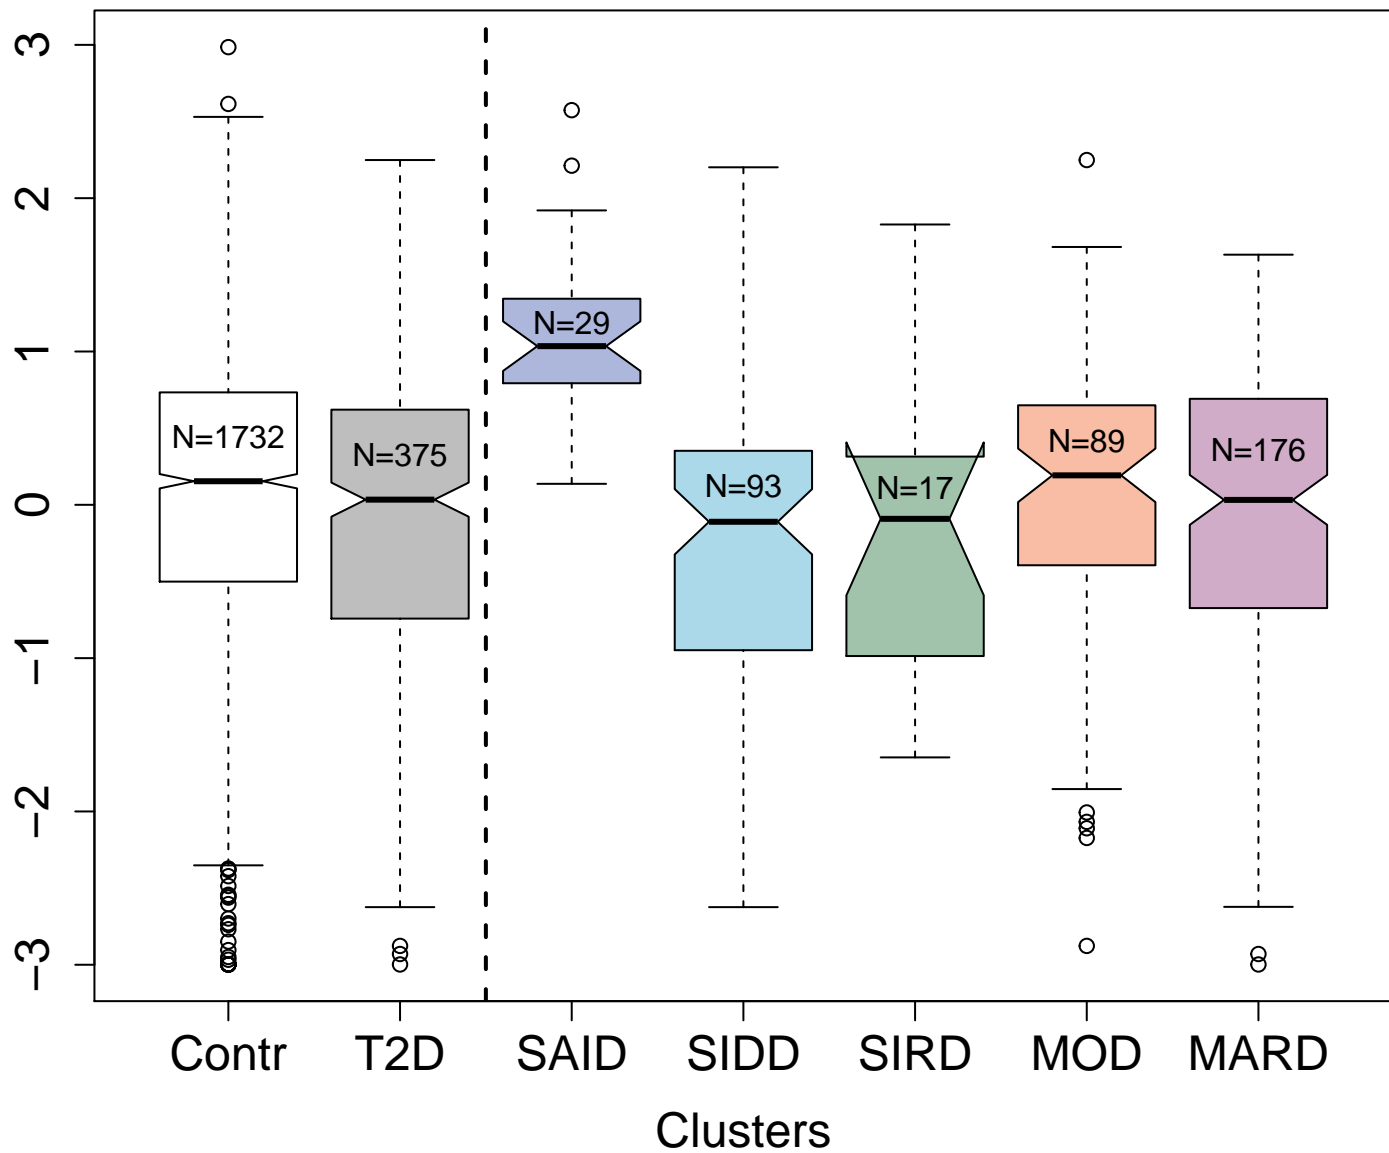 3
2
1
0
−1
−2
−3
N=1732
N=375
N=29
N=93
N=17
N=89
N=176
Contr T2D SAID SIDD SIRD MOD MARD
Clusters